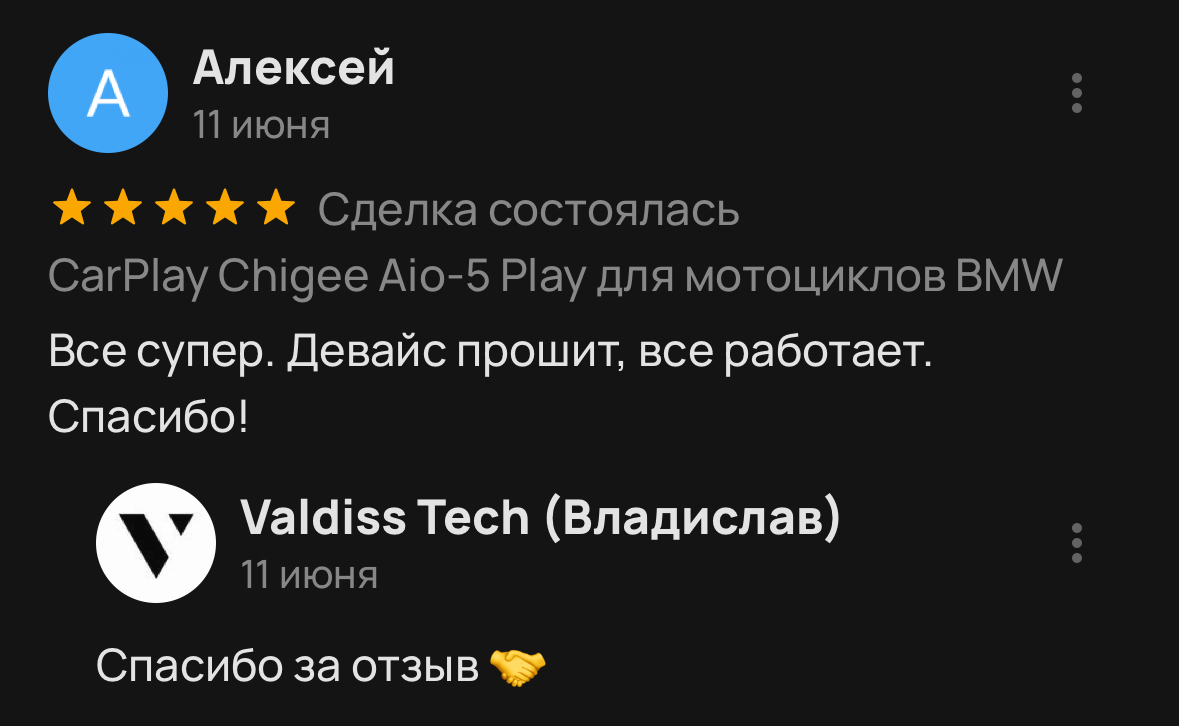 А
Алексей
11 июня
Сделка состоялась
CarPlay Chigee Aio-5 Play для мотоциклов BMW
Все супер. Девайс прошит, все работает.
Спасибо!
Valdiss Tech (Владислав)
11 июня
Спасибо за отзыв 🤝